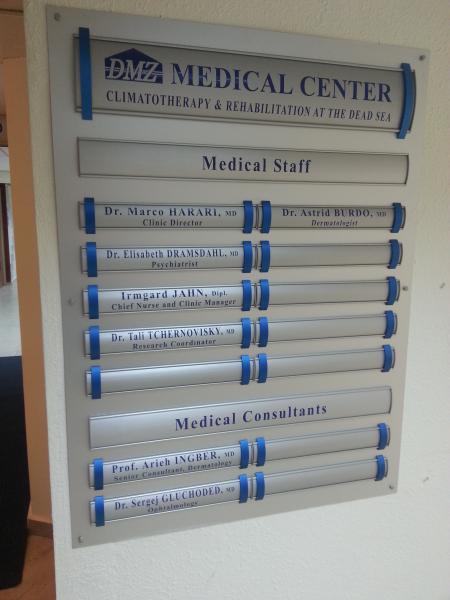 DMZ MEDICAL CENTER
CLIMATOTHERAPY & REHABILITATION AT THE DEAD SEA
Medical Staff
Dr. Marco HARARI, MD
Clinic Director
Dr. Astrid BURDO, MD
Dermatologist
Dr. Elisabeth DRAMSDAHL, MD
Psychiatrist
Irmgard JAHN, Dipl.
Chief Nurse and Clinic Manager
Dr. Tali TCHERNOVISKY, MD
Research Coordinator
Medical Consultants
Prof. Arieh INGBER, MD
Senior Consultant, Dermatology
Dr. Sergej GLUCHODED, MD
Ophtalmology